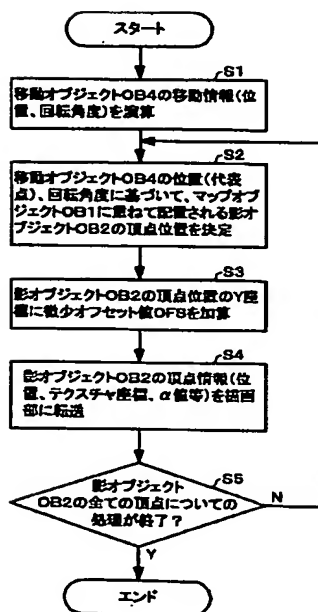 スタート
S1
移動オブジェクトOB4の移動情報(位
置、回転角度)を演算
S2
移動オブジェクトOB4の位置(代表
点)、回転角度に基づいて、マップオブ
ジェクトOB1に重ねて配置される影オ
ブジェクトOB2の頂点位置を決定
S3
影オブジェクトOB2の頂点位置のY座
標に微少オフセット値OFSを加算
S4
影オブジェクトOB2の頂点情報(位
置、テクスチャ座標、α値等)を描画
部に転送
S5
影オブジェクト
OB2の全ての頂点についての
処理が終了?
N
Y
エンド